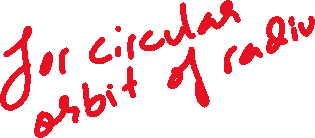 for circular
orbit of radiu